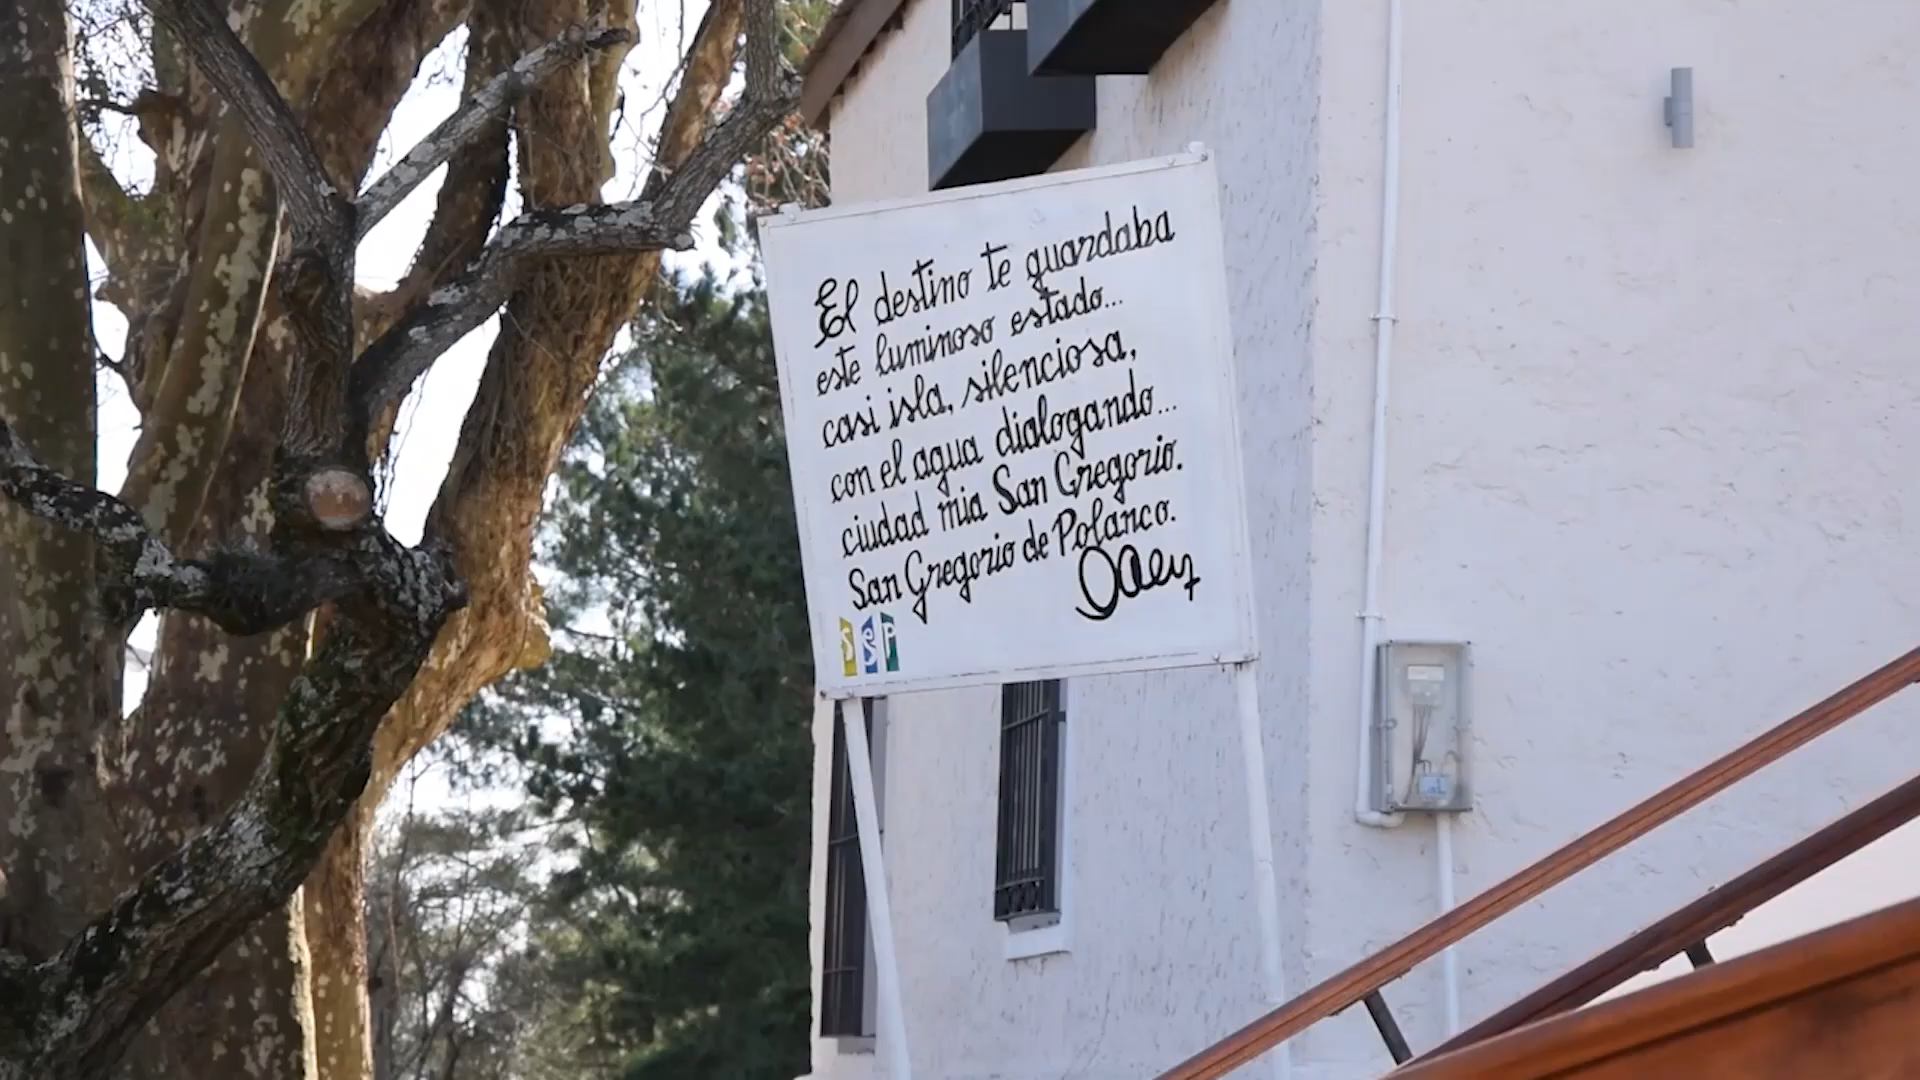 El destino te guardaba
este luminoso estado...
casi isla, silenciosa,
con el agua dialogando...
ciudad mia San Gregorio.
San Gregorio de Polanco.
SeP